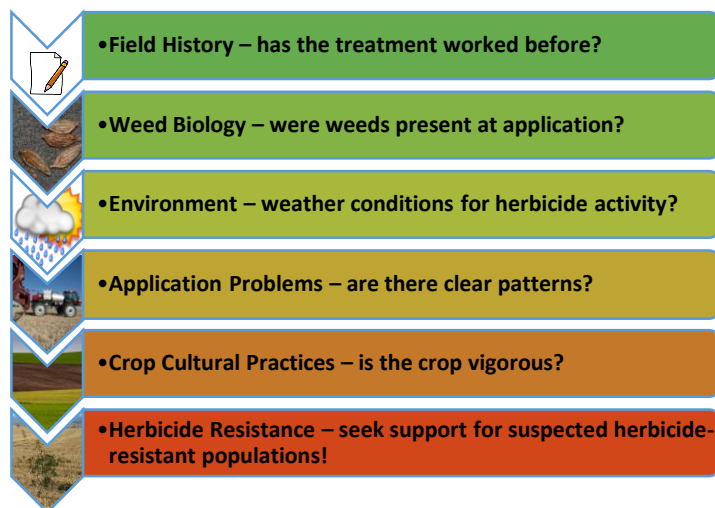 •Field History – has the treatment worked before?
•Weed Biology – were weeds present at application?
•Environment – weather conditions for herbicide activity?
•Application Problems – are there clear patterns?
•Crop Cultural Practices – is the crop vigorous?
•Herbicide Resistance – seek support for suspected herbicide-
resistant populations!